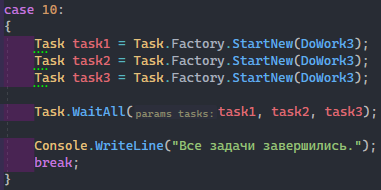 case 10:
{
Task task1 = Task.Factory.StartNew(DoWork3);
Task task2 = Task.Factory.StartNew(DoWork3);
Task task3 = Task.Factory.StartNew(DoWork3);
Task.WaitAll(params tasks: task1, task2, task3);
Console.WriteLine("Все задачи завершились.");
break;
}